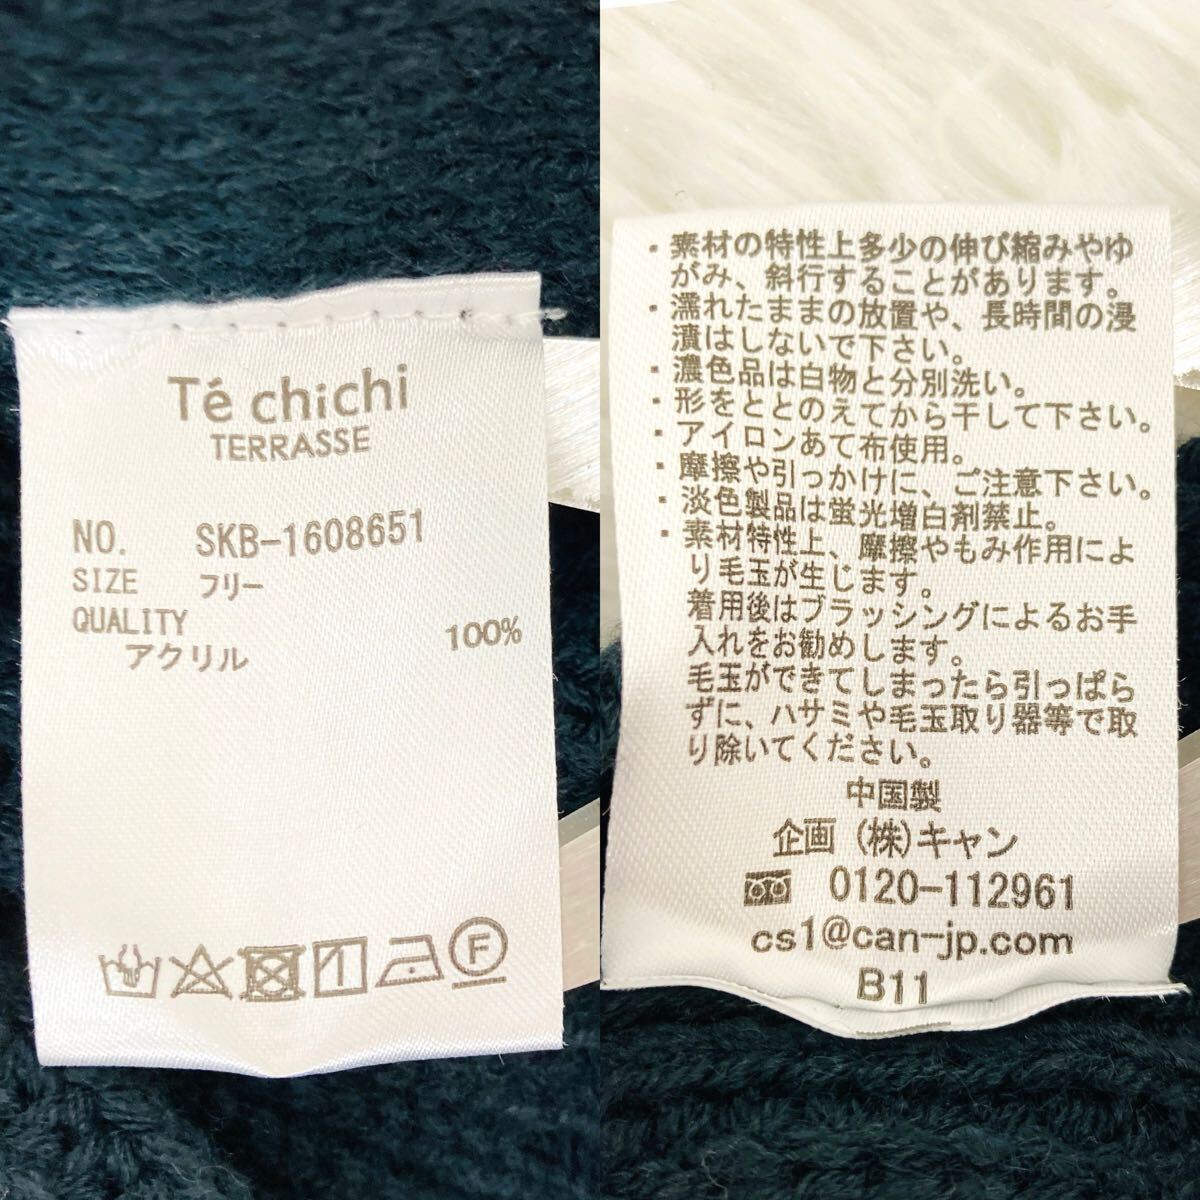 Té chichi
TERRASSE
NO. SKB-1608651
SIZE フリー
QUALITY
アクリル 100%
F
・素材の特性上多少の伸び縮みやゆ
がみ、斜行することがあります。
・濡れたままの放置や、長時間の浸
漬はしないで下さい。
・濃色品は白物と分別洗い。
・形をととのえてから干して下さい。
・アイロンあて布使用。
・摩擦や引っかけに、ご注意下さい。
・淡色製品は蛍光増白剤禁止。
・素材特性上、摩擦やもみ作用によ
り毛玉が生じます。
着用後はブラッシングによるお手
入れをお勧めします。
毛玉ができてしまったら引っぱら
ずに、ハサミや毛玉取り器等で取
り除いてください。
中国製
企画 (株)キャン
0120-112961
cs1@can-jp.com
B11